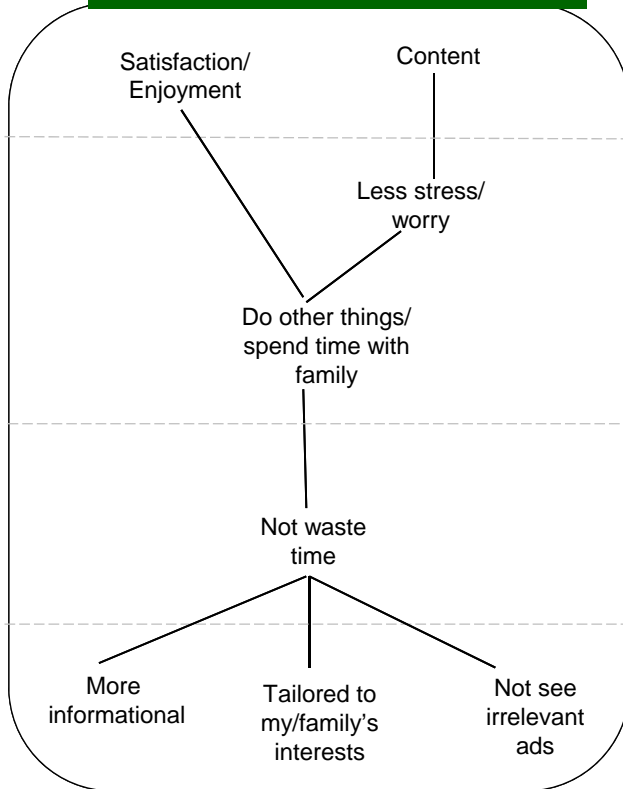 Satisfaction/
Enjoyment
Content
Less stress/
worry
Do other things/
spend time with
family
Not waste
time
More
informational
Tailored to
my/family's
interests
Not see
irrelevant
ads